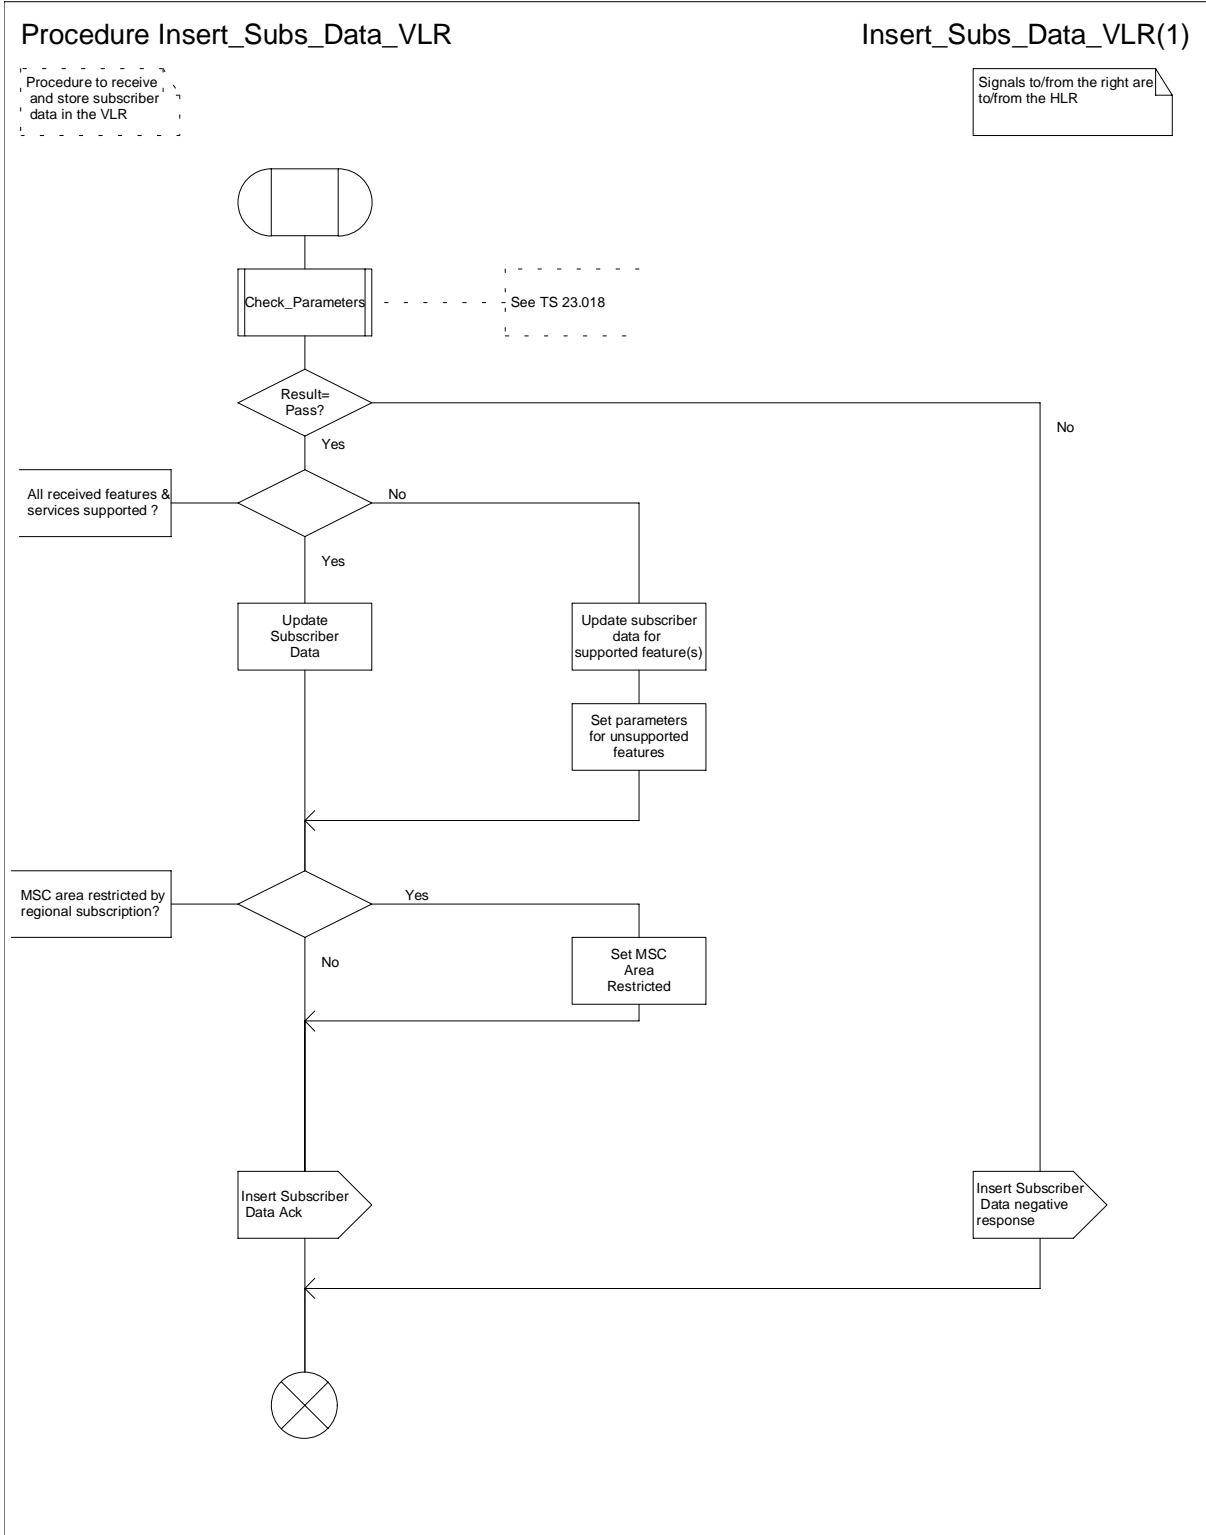 Procedure Insert_Subs_Data_VLR
Insert_Subs_Data_VLR(1)
Procedure to receive
and store subscriber
data in the VLR
Signals to/from the right are
to/from the HLR
Check_Parameters
See TS 23.018
Result=
Pass?
No
Yes
All received features &
services supported ?
No
Yes
Update
Subscriber
Data
Update subscriber
data for
supported feature(s)
Set parameters
for unsupported
features
MSC area restricted by
regional subscription?
Yes
No
Set MSC
Area
Restricted
Insert Subscriber
Data Ack
Insert Subscriber
Data negative
response